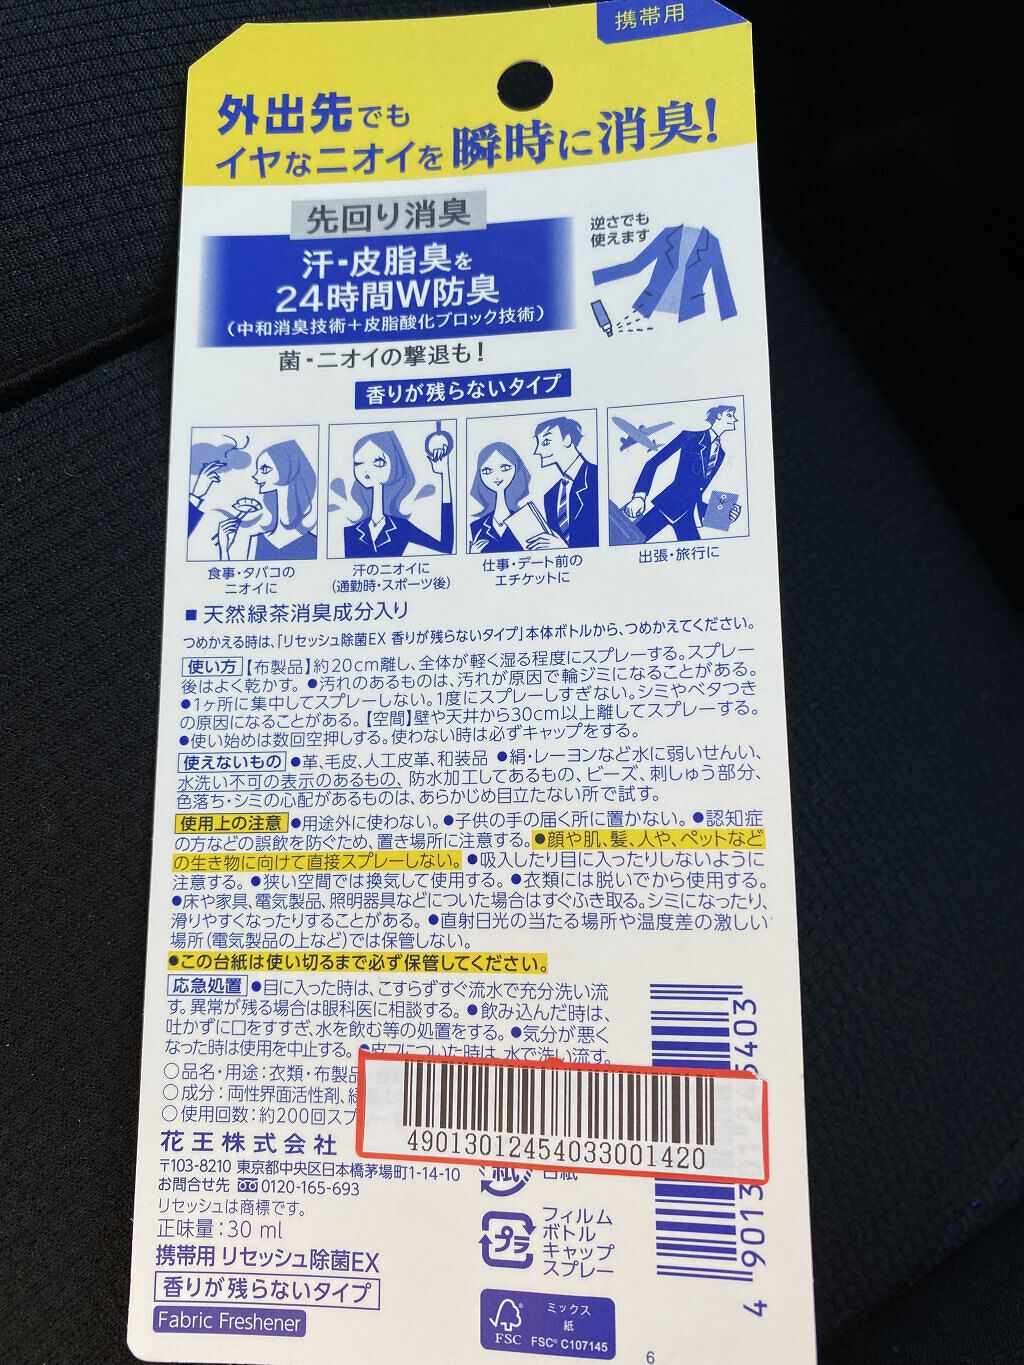 携帯用
外出先でも
イヤなニオイを瞬時に消臭!
先回り消臭
汗・皮脂臭を
24時間W防臭
(中和消臭技術+皮脂酸化ブロック技術)
菌・ニオイの撃退も!
逆さでも
使えます
香りが残らないタイプ
食事・タバコの
ニオイに
汗のニオイに
(通勤時・スポーツ後)
仕事・デート前の
エチケットに
出張・旅行に
■天然緑茶消臭成分入り
つめかえる時は、「リセッシュ除菌EX 香りが残らないタイプ」本体ボトルから、つめかえてください。
使い方【布製品】約20cm離し、全体が軽く湿る程度にスプレーする。スプレー
後はよく乾かす。●汚れのあるものは、汚れが原因で輪ジミになることがある。
●1ヶ所に集中してスプレーしない。1度にスプレーしすぎない。シミやベタつき
の原因になることがある。【空間】壁や天井から30cm以上離してスプレーする。
●使い始めは数回空押しする。使わない時は必ずキャップをする。
使えないもの ●革、毛皮、人工皮革、和装品 ●絹・レーヨンなど水に弱いせんい、
水洗い不可の表示のあるもの、防水加工してあるもの、ビーズ、刺しゅう部分、
色落ち・シミの心配があるものは、あらかじめ目立たない所で試す。
使用上の注意 ●用途外に使わない。●子供の手の届く所に置かない。●認知症
の方などの誤飲を防ぐため、置き場所に注意する。●顔や肌、髪、人や、ペットなど
の生き物に向けて直接スプレーしない。●吸入したり目に入ったりしないように
注意する。●狭い空間では換気して使用する。●衣類には脱いでから使用する。
●床や家具、電気製品、照明器具などについた場合はすぐふき取る。シミになったり、
滑りやすくなったりすることがある。●直射日光の当たる場所や温度差の激しい
場所(電気製品の上など)では保管しない。
●この台紙は使い切るまで必ず保管してください。
応急処置 ●目に入った時は、こすらずすぐ流水で充分洗い流
す。異常が残る場合は眼科医に相談する。●飲み込んだ時は、
吐かずに口をすすぎ、水を飲む等の処置をする。●気分が悪く
なった時は使用を中止する。●皮フについた時は、水で洗い流す。
○品名・用途:衣類・布製品
○成分:両性界面活性剤、緑
○使用回数:約200回スプ
490130124540330​01420
花王株式会社
〒103-8210 東京都中央区日本橋茅場町1-14-10
お問合せ先 0120-165-693
リセッシュは商標です。
正味量:30 ml
携帯用 リセッシュ除菌EX
香りが残らないタイプ
Fabric Freshener
紙
台紙
プラ
フィルム
ボトル
キャップ
スプレー
FSC
ミックス
紙
FSC® C107145
6